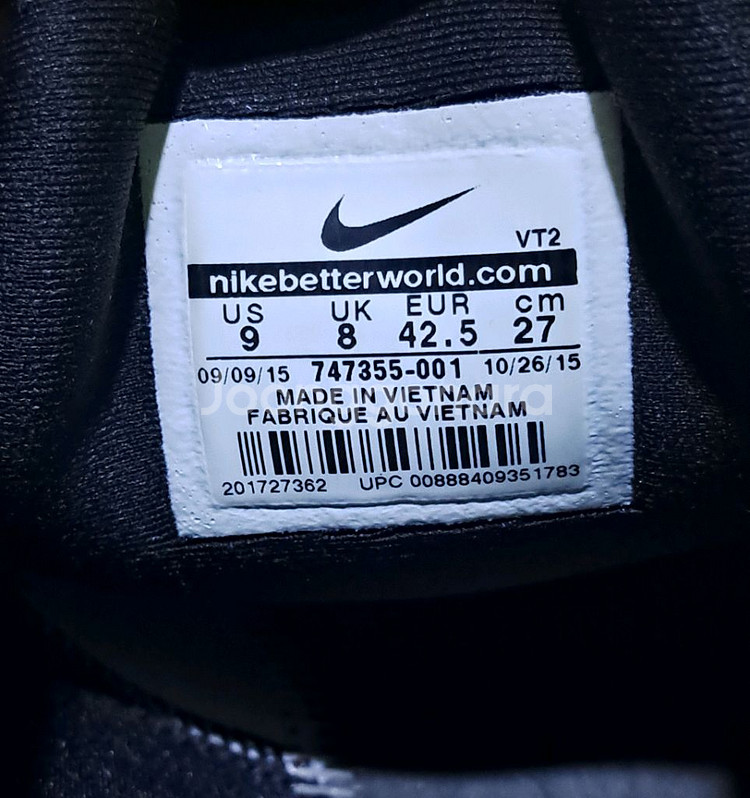 VT2
nikebetterworld.com
US UK EUR cm
9 8 42.5 27
09/09/15 747355-001 10/26/15
MADE IN VIETNAM
FABRIQUE AU VIETNAM
201727362 UPC 00888409351783